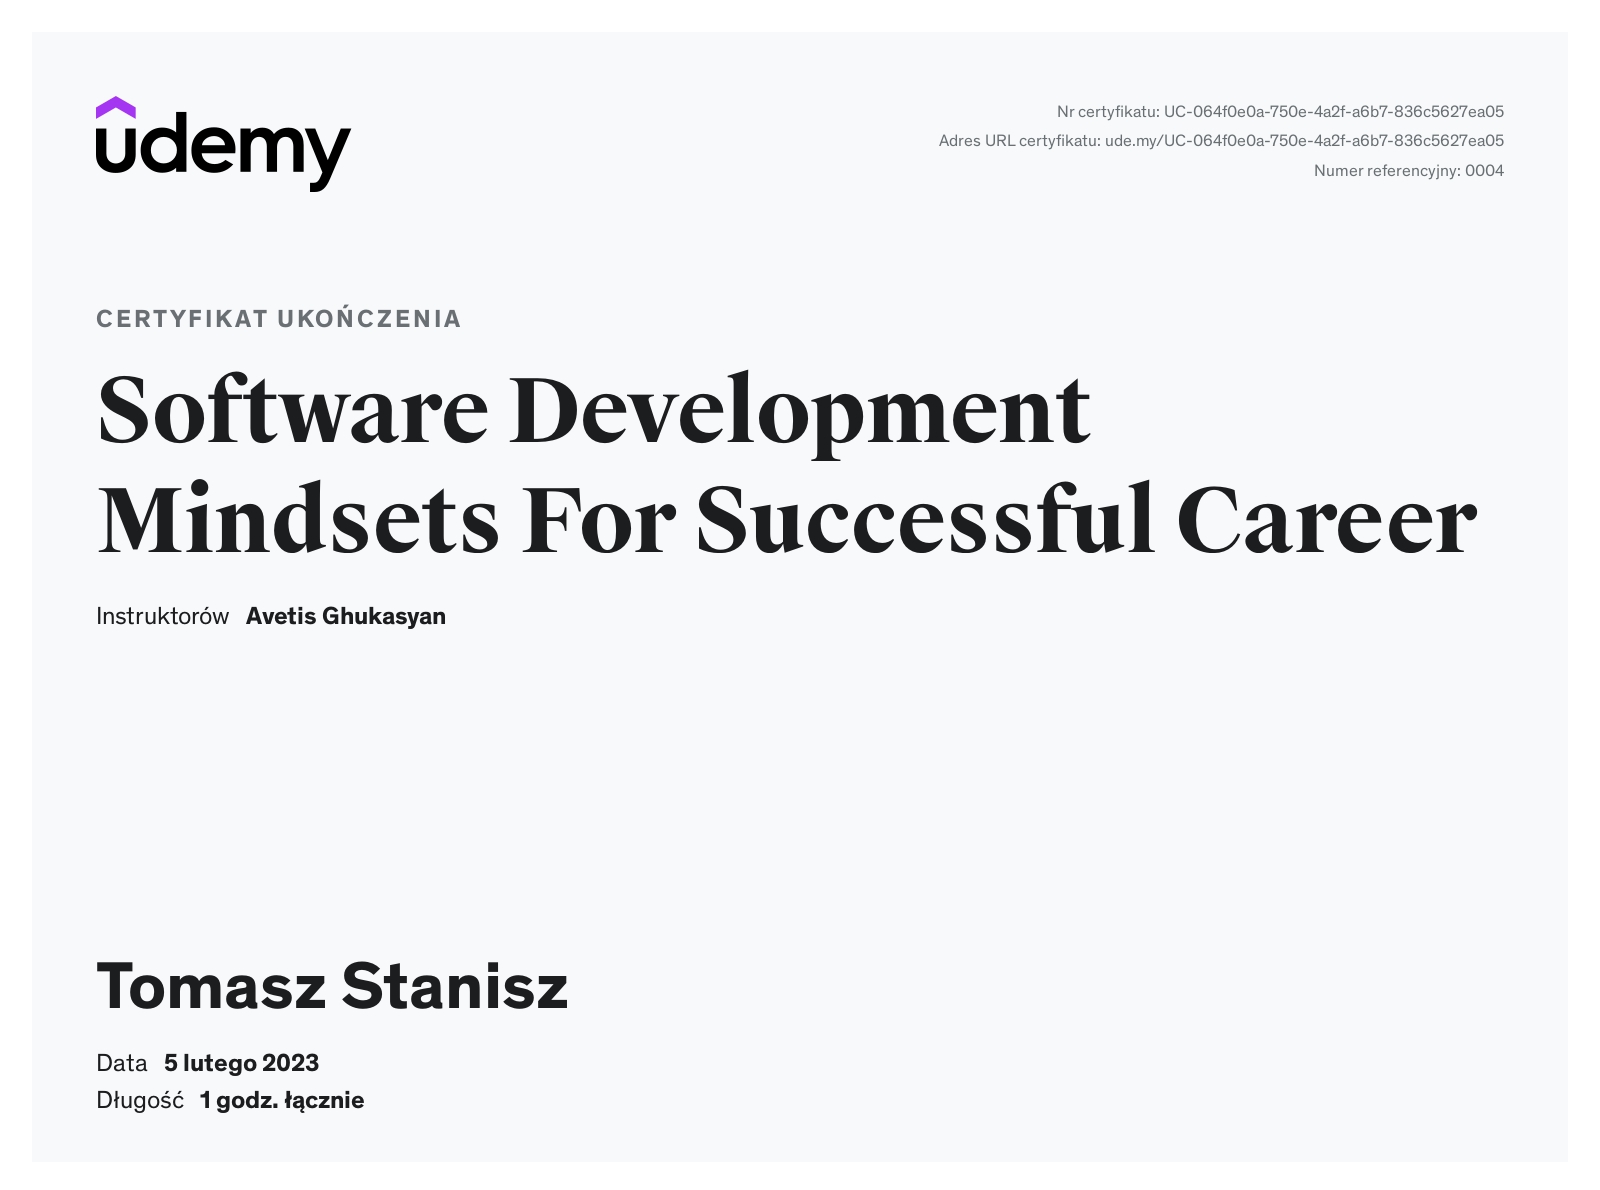 udemy
Nr certyfikatu: UC-064f0e0a-750e-4a2f-a6b7-836c5627ea05
Adres URL certyfikatu: ude.my/UC-064f0e0a-750e-4a2f-a6b7-836c5627ea05
Numer referencyjny: 0004
CERTYFIKAT UKOŃCZENIA
Software Development
Mindsets For Successful Career
Instruktorów Avetis Ghukasyan
Tomasz Stanisz
Data 5 lutego 2023
Długość 1 godz. łącznie